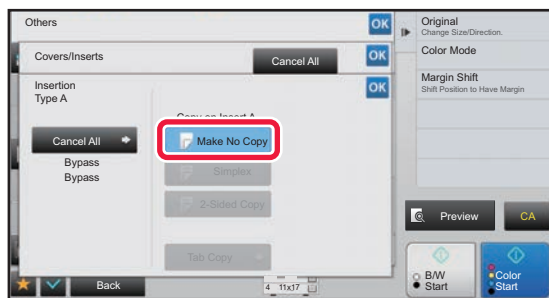 Others
OK
Covers/Inserts
Cancel All
OK
Insertion
Type A
OK
Copy on Insert A
Cancel All
Make No Copy
Bypass
Bypass
Simplex
2-Sided Copy
Tab Copy
Back
4 11x17
Original
Change Size/Direction.
Color Mode
Margin Shift
Shift Position to Have Margin
Preview
CA
B/W
Start
Color
Start